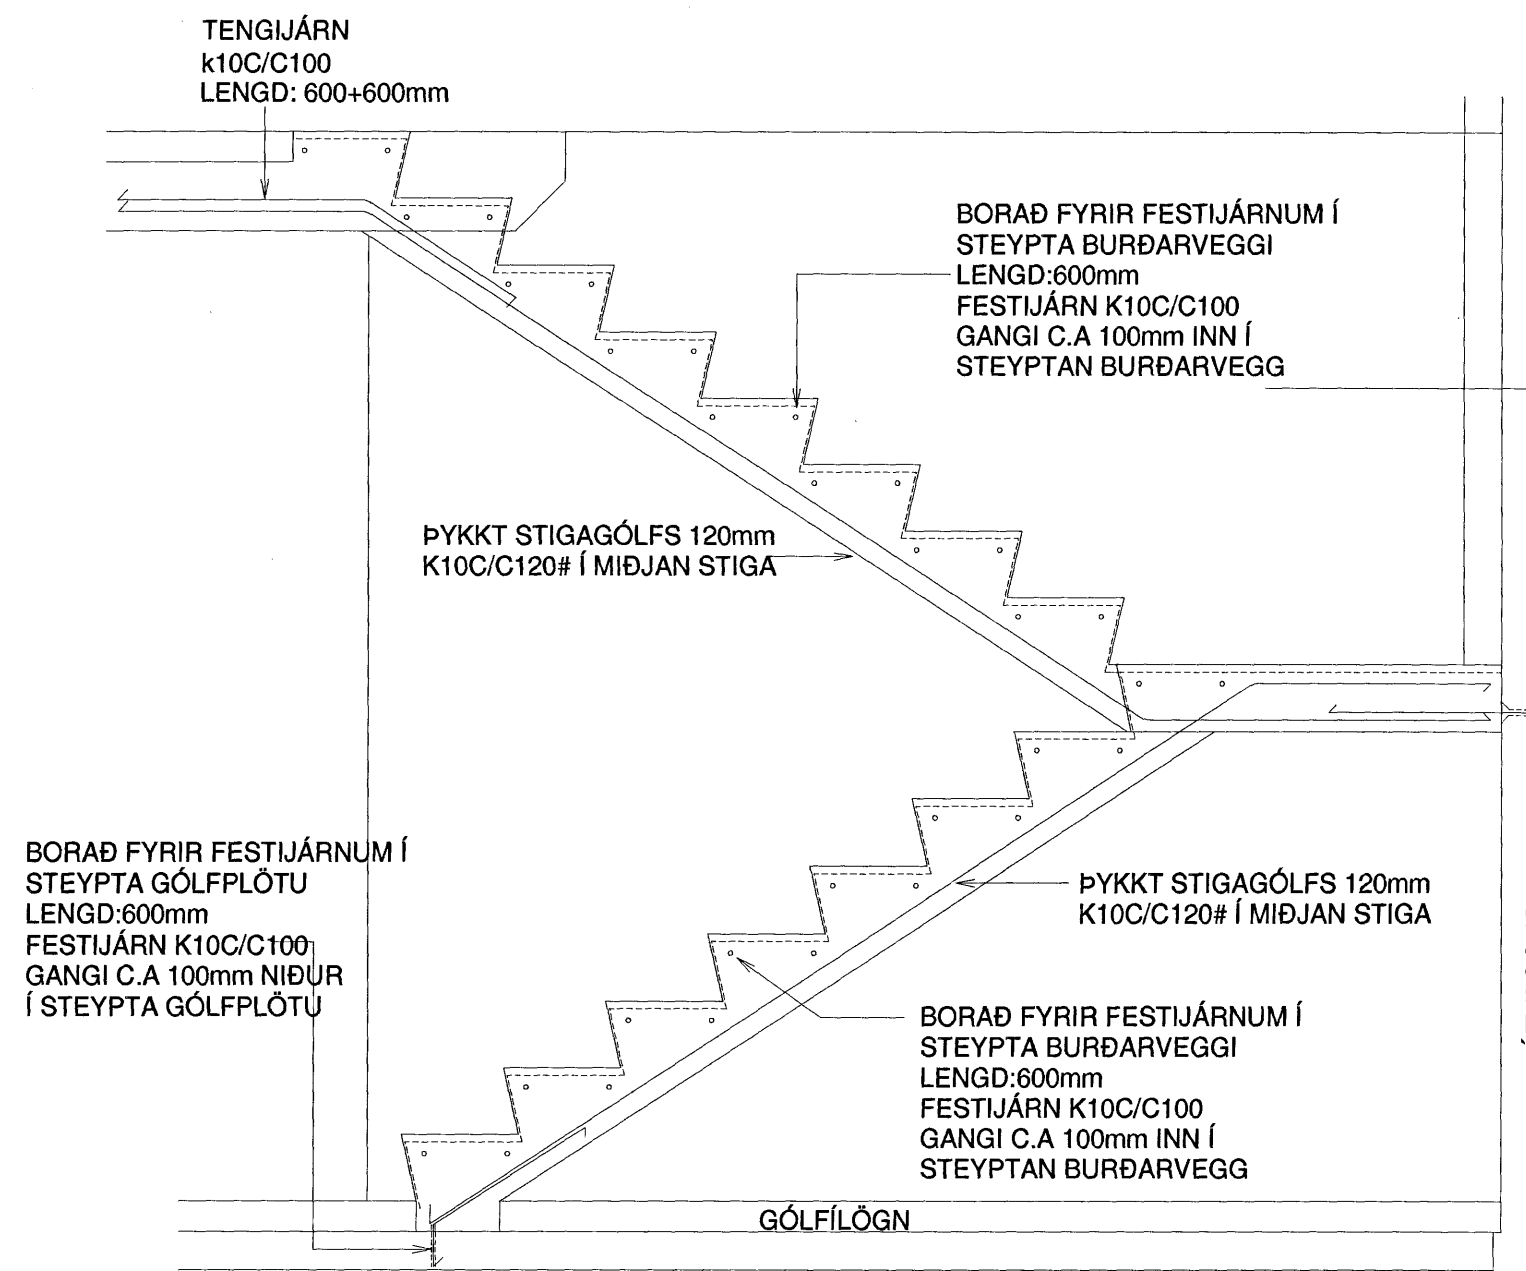 TENGIJÁRN
k10C/C100
LENGD: 600+600mm
BORAÐ FYRIR FESTIJÁRNUM Í
STEYPTA BURÐARVEGGI
LENGD:600mm
FESTIJÁRN K10C/C100
GANGI C.A 100mm INN Í
STEYPTAN BURÐARVEGG
ÞYKKT STIGAGÓLFS 120mm
K10C/C120# Í MIÐJAN STIGA
BORAÐ FYRIR FESTIJÁRNUM Í
STEYPTA GÓLFPLÖTU
LENGD:600mm
FESTIJÁRN K10C/C100
GANGI C.A 100mm NIÐUR
Í STEYPTA GÓLFPLÖTU
ÞYKKT STIGAGÓLFS 120mm
K10C/C120# Í MIÐJAN STIGA
BORAÐ FYRIR FESTIJÁRNUM Í
STEYPTA BURÐARVEGGI
LENGD:600mm
FESTIJÁRN K10C/C100
GANGI C.A 100mm INN Í
STEYPTAN BURÐARVEGG
GÓLFÍLÖGN